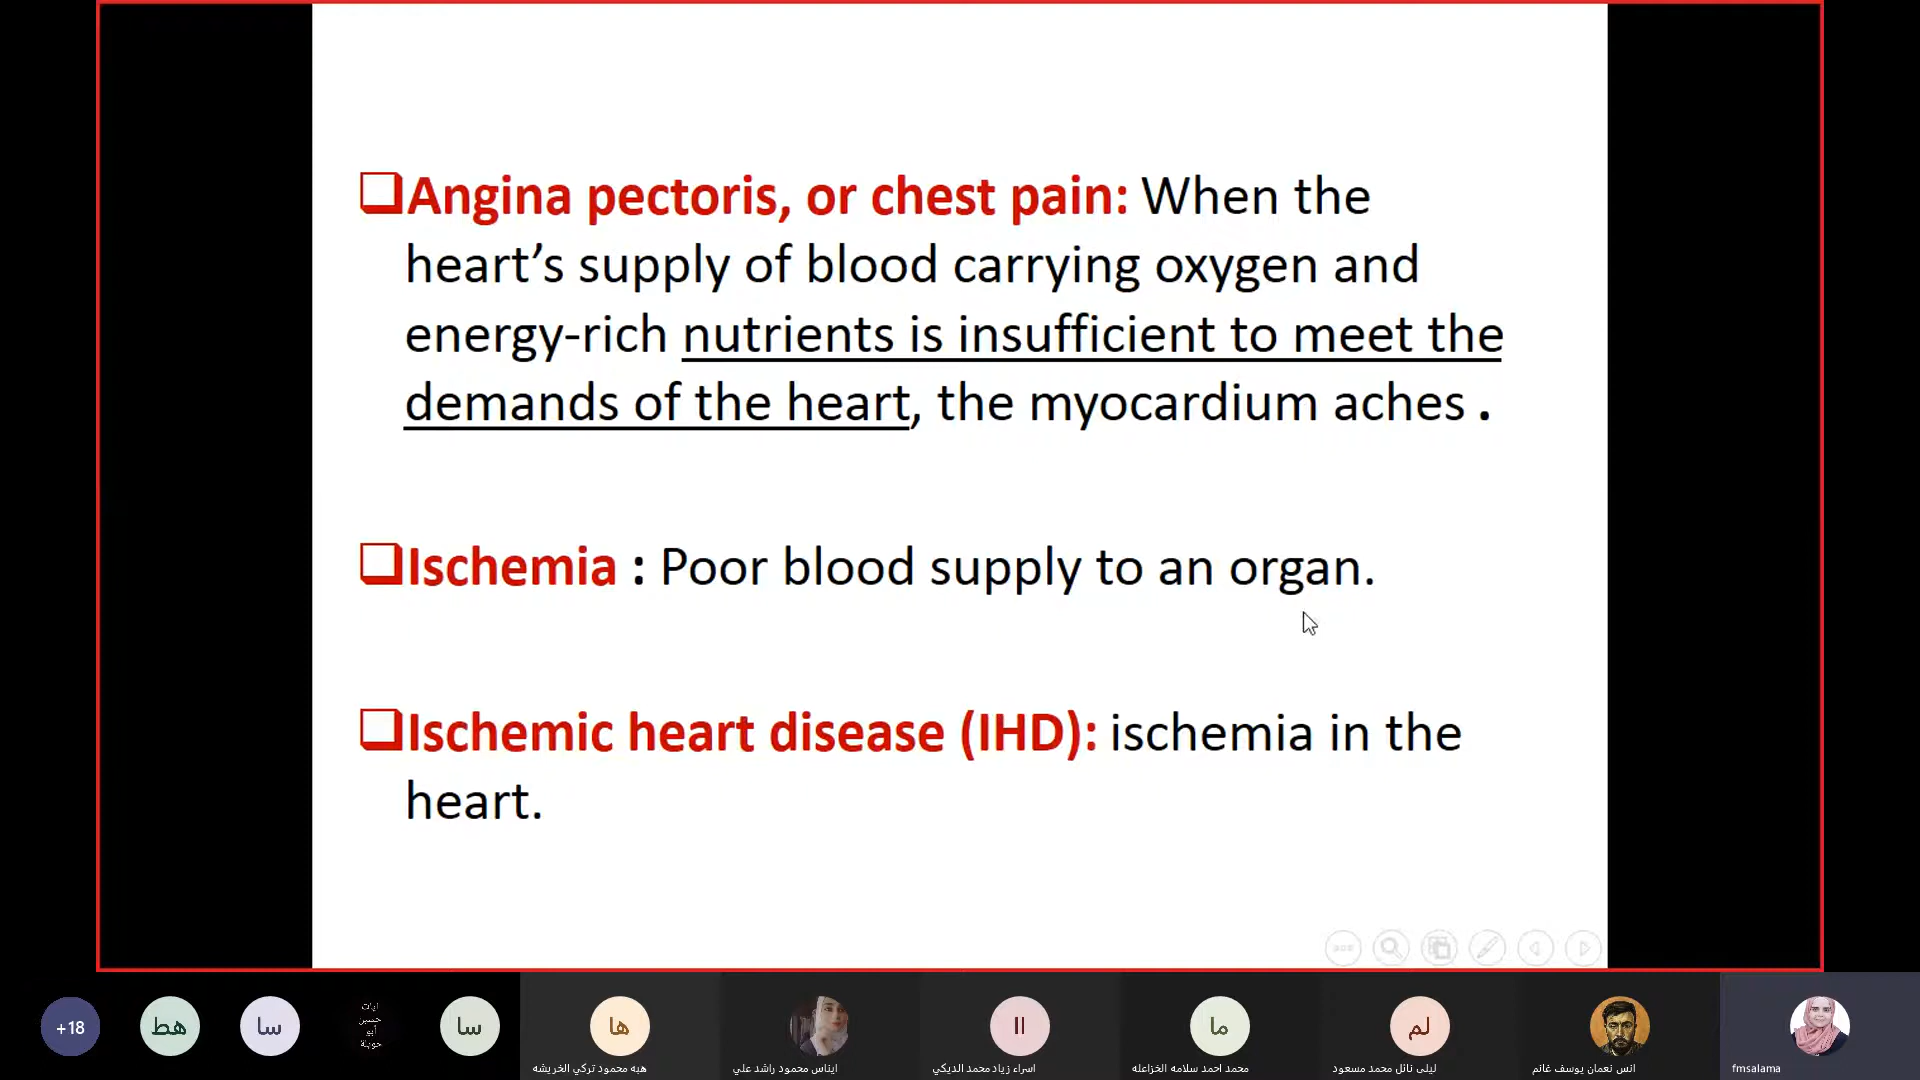 ❑Angina pectoris, or chest pain: When the
heart’s supply of blood carrying oxygen and
energy-rich nutrients is insufficient to meet the
demands of the heart, the myocardium aches .
❑Ischemia : Poor blood supply to an organ.
❑Ischemic heart disease (IHD): ischemia in the
heart.
+18
هط
سا
ايات
حسين
أبو
حويلة
سا
ها
اا
ما
لم
هبه محمود تركي الخريشه
ايناس محمود راشد علي
اسراء زياد محمد الديكي
محمد احمد سلامه الخزاعله
ليلى نائل محمد مسعود
انس نعمان يوسف غانم
fmsalama